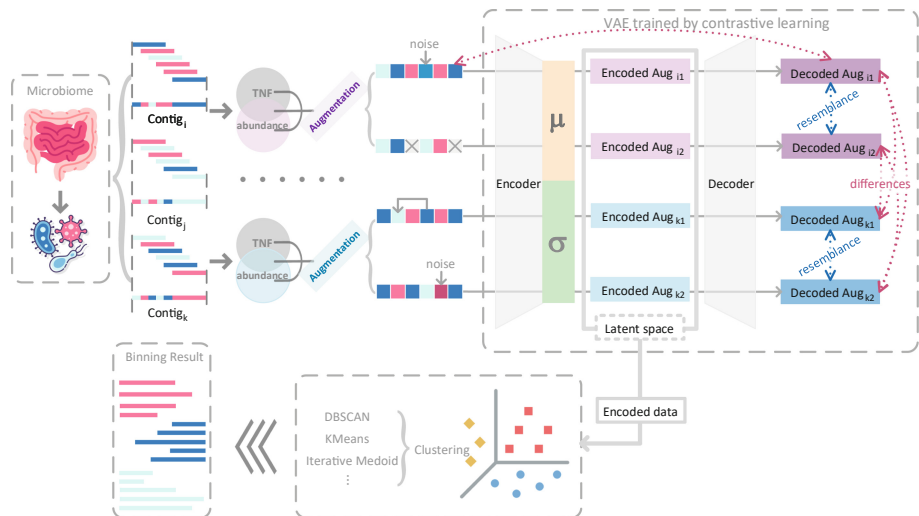 VAE trained by contrastive learning
noise
Microbiome
TNF
abundance
Augmentation
Contig i
Encoded Aug i1
Decoded Aug i1
resemblance
μ
Encoded Aug i2
Decoded Aug i2
Encoder
Decoder
differences
Contig j
TNF
abundance
Augmentation
Encoded Aug k1
Decoded Aug k1
σ
resemblance
noise
Encoded Aug k2
Decoded Aug k2
Contig k
Latent space
Binning Result
Encoded data
DBSCAN
KMeans
Iterative Medoid
⋮
Clustering